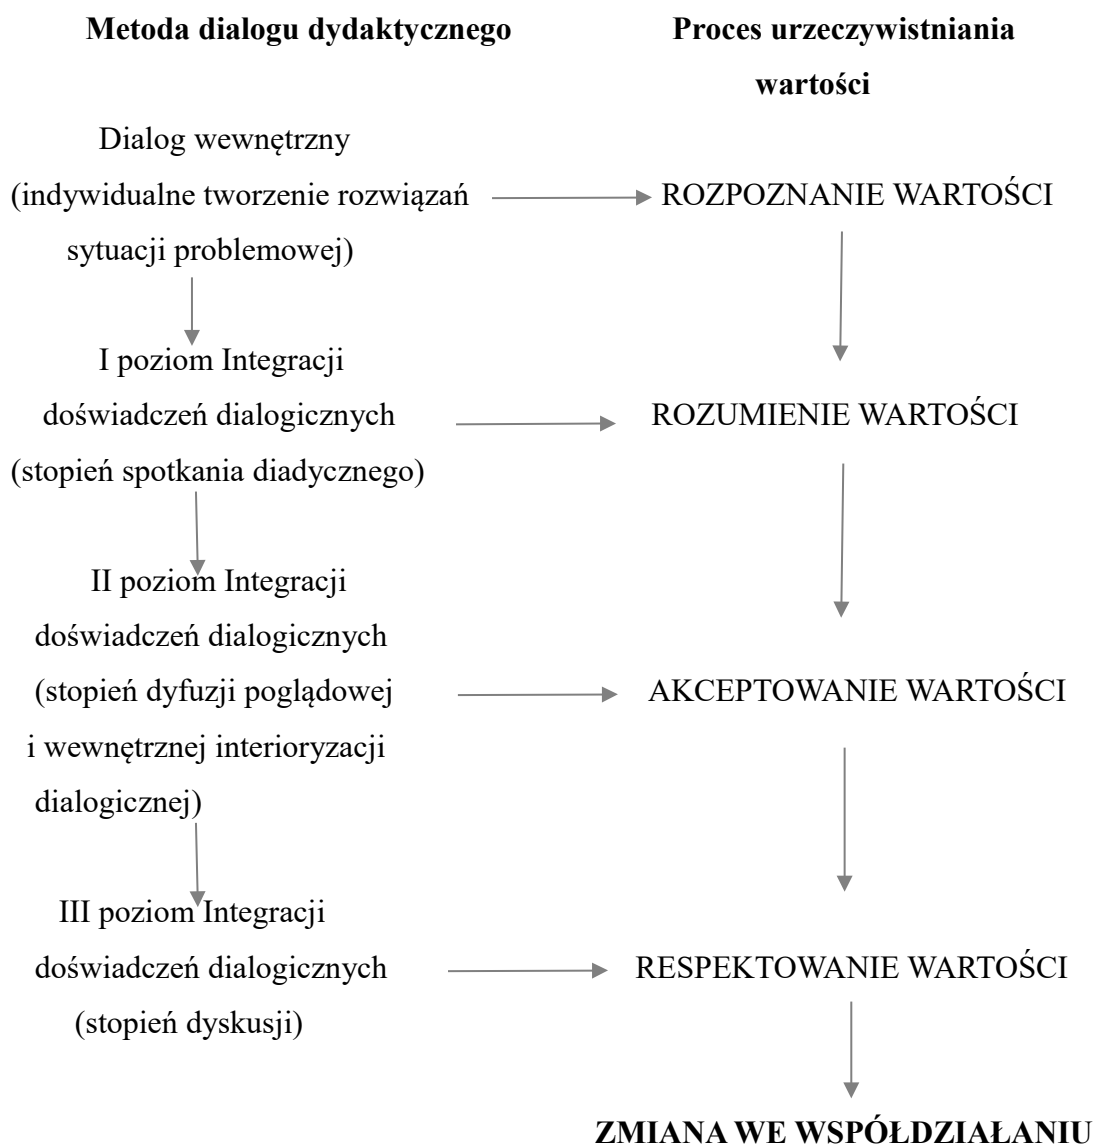 Metoda dialogu dydaktycznego
Proces urzeczywistniania
wartości
Dialog wewnętrzny
(indywidualne tworzenie rozwiązań
sytuacji problemowej)
ROZPOZNANIE WARTOŚCI
I poziom Integracji
doświadczeń dialogicznych
(stopień spotkania diadycznego)
ROZUMIENIE WARTOŚCI
II poziom Integracji
doświadczeń dialogicznych
(stopień dyfuzji poglądowej
i wewnętrznej interioryzacji
dialogicznej)
AKCEPTOWANIE WARTOŚCI
III poziom Integracji
doświadczeń dialogicznych
(stopień dyskusji)
RESPEKTOWANIE WARTOŚCI
ZMIANA WE WSPÓŁDZIAŁANIU